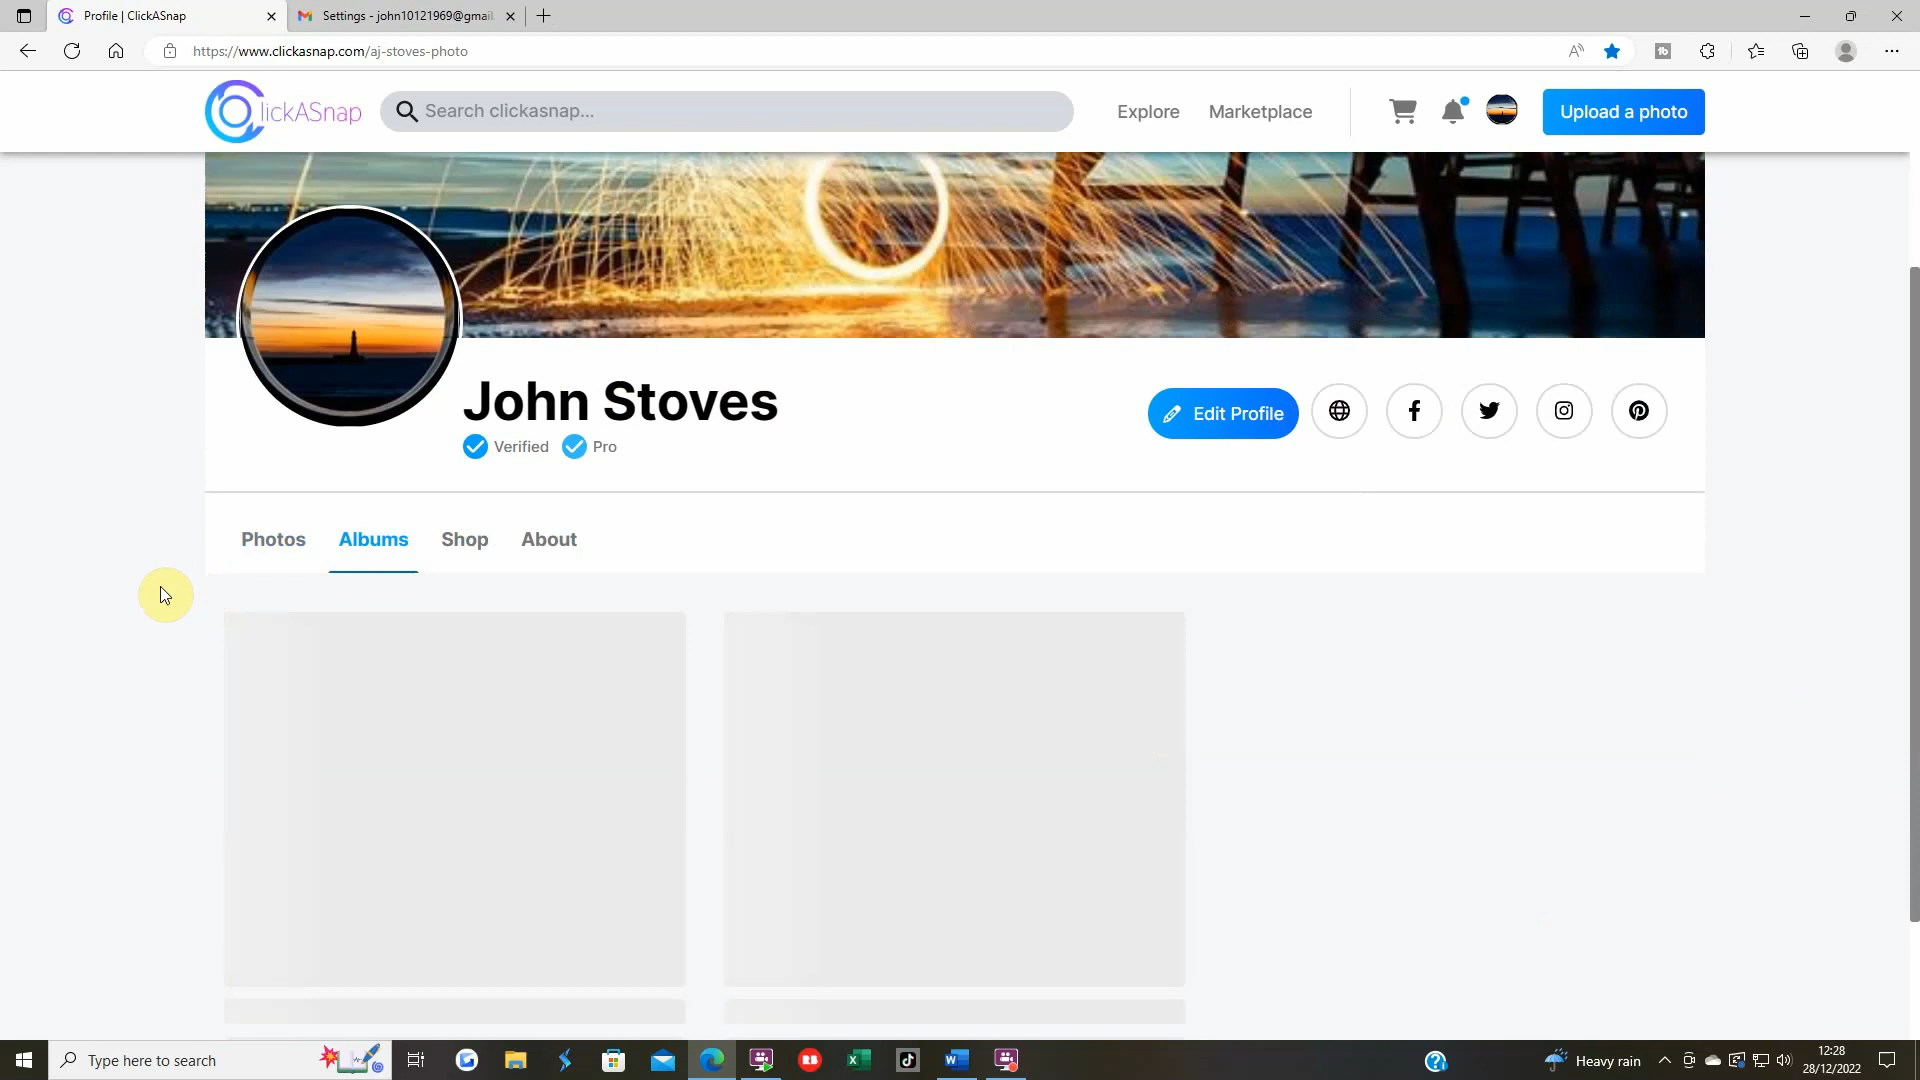 Profile | ClickASnap
Settings - john10121969@gmail.
https://www.clickasnap.com/aj-stoves-photo
lickASnap
Search clickasnap...
Explore
Marketplace
Upload a photo
John Stoves
Verified
Pro
Edit Profile
Photos
Albums
Shop
About
Type here to search
Heavy rain
12:28
28/12/2022